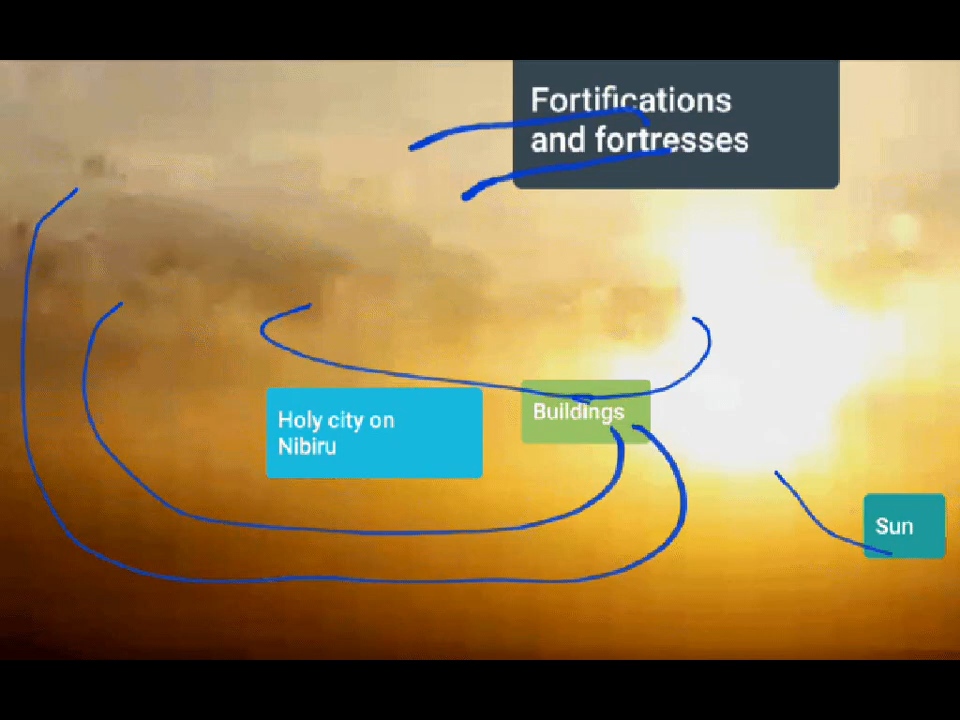 Fortifications
and fortresses
Holy city on
Nibiru
Buildings
Sun